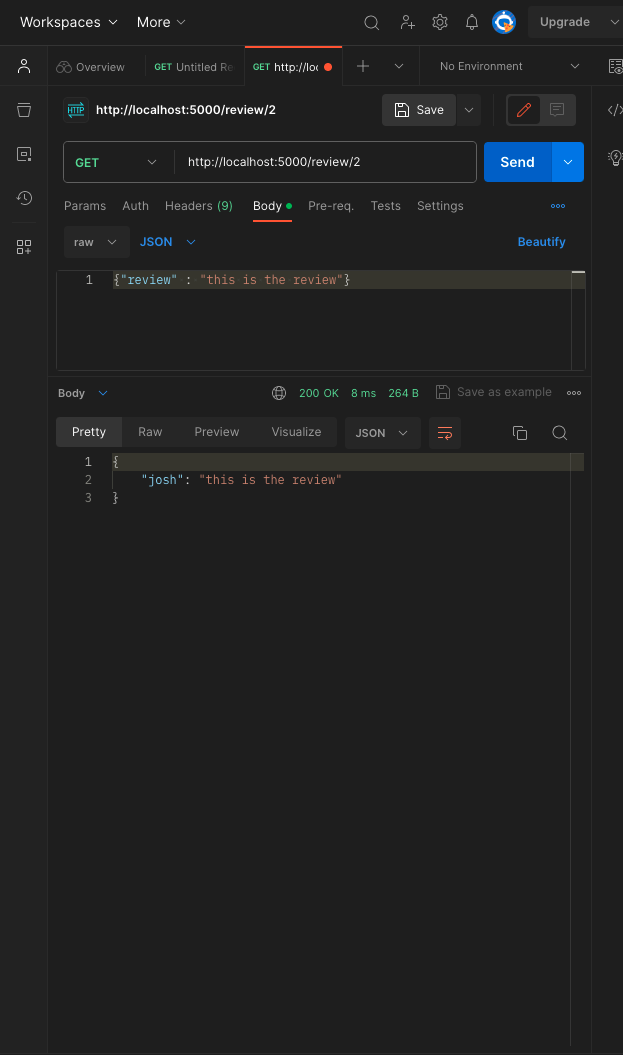 Workspaces More Upgrade
Overview GET Untitled Re GET http://loc No Environment
HTTP http://localhost:5000/review/2 Save
GET http://localhost:5000/review/2 Send
Params Auth Headers (9) Body Pre-req. Tests Settings
raw JSON Beautify
1 {"review" : "this is the review"}
Body 200 OK 8 ms 264 B Save as example
Pretty Raw Preview Visualize JSON
1 {
2 "josh": "this is the review"
3 }